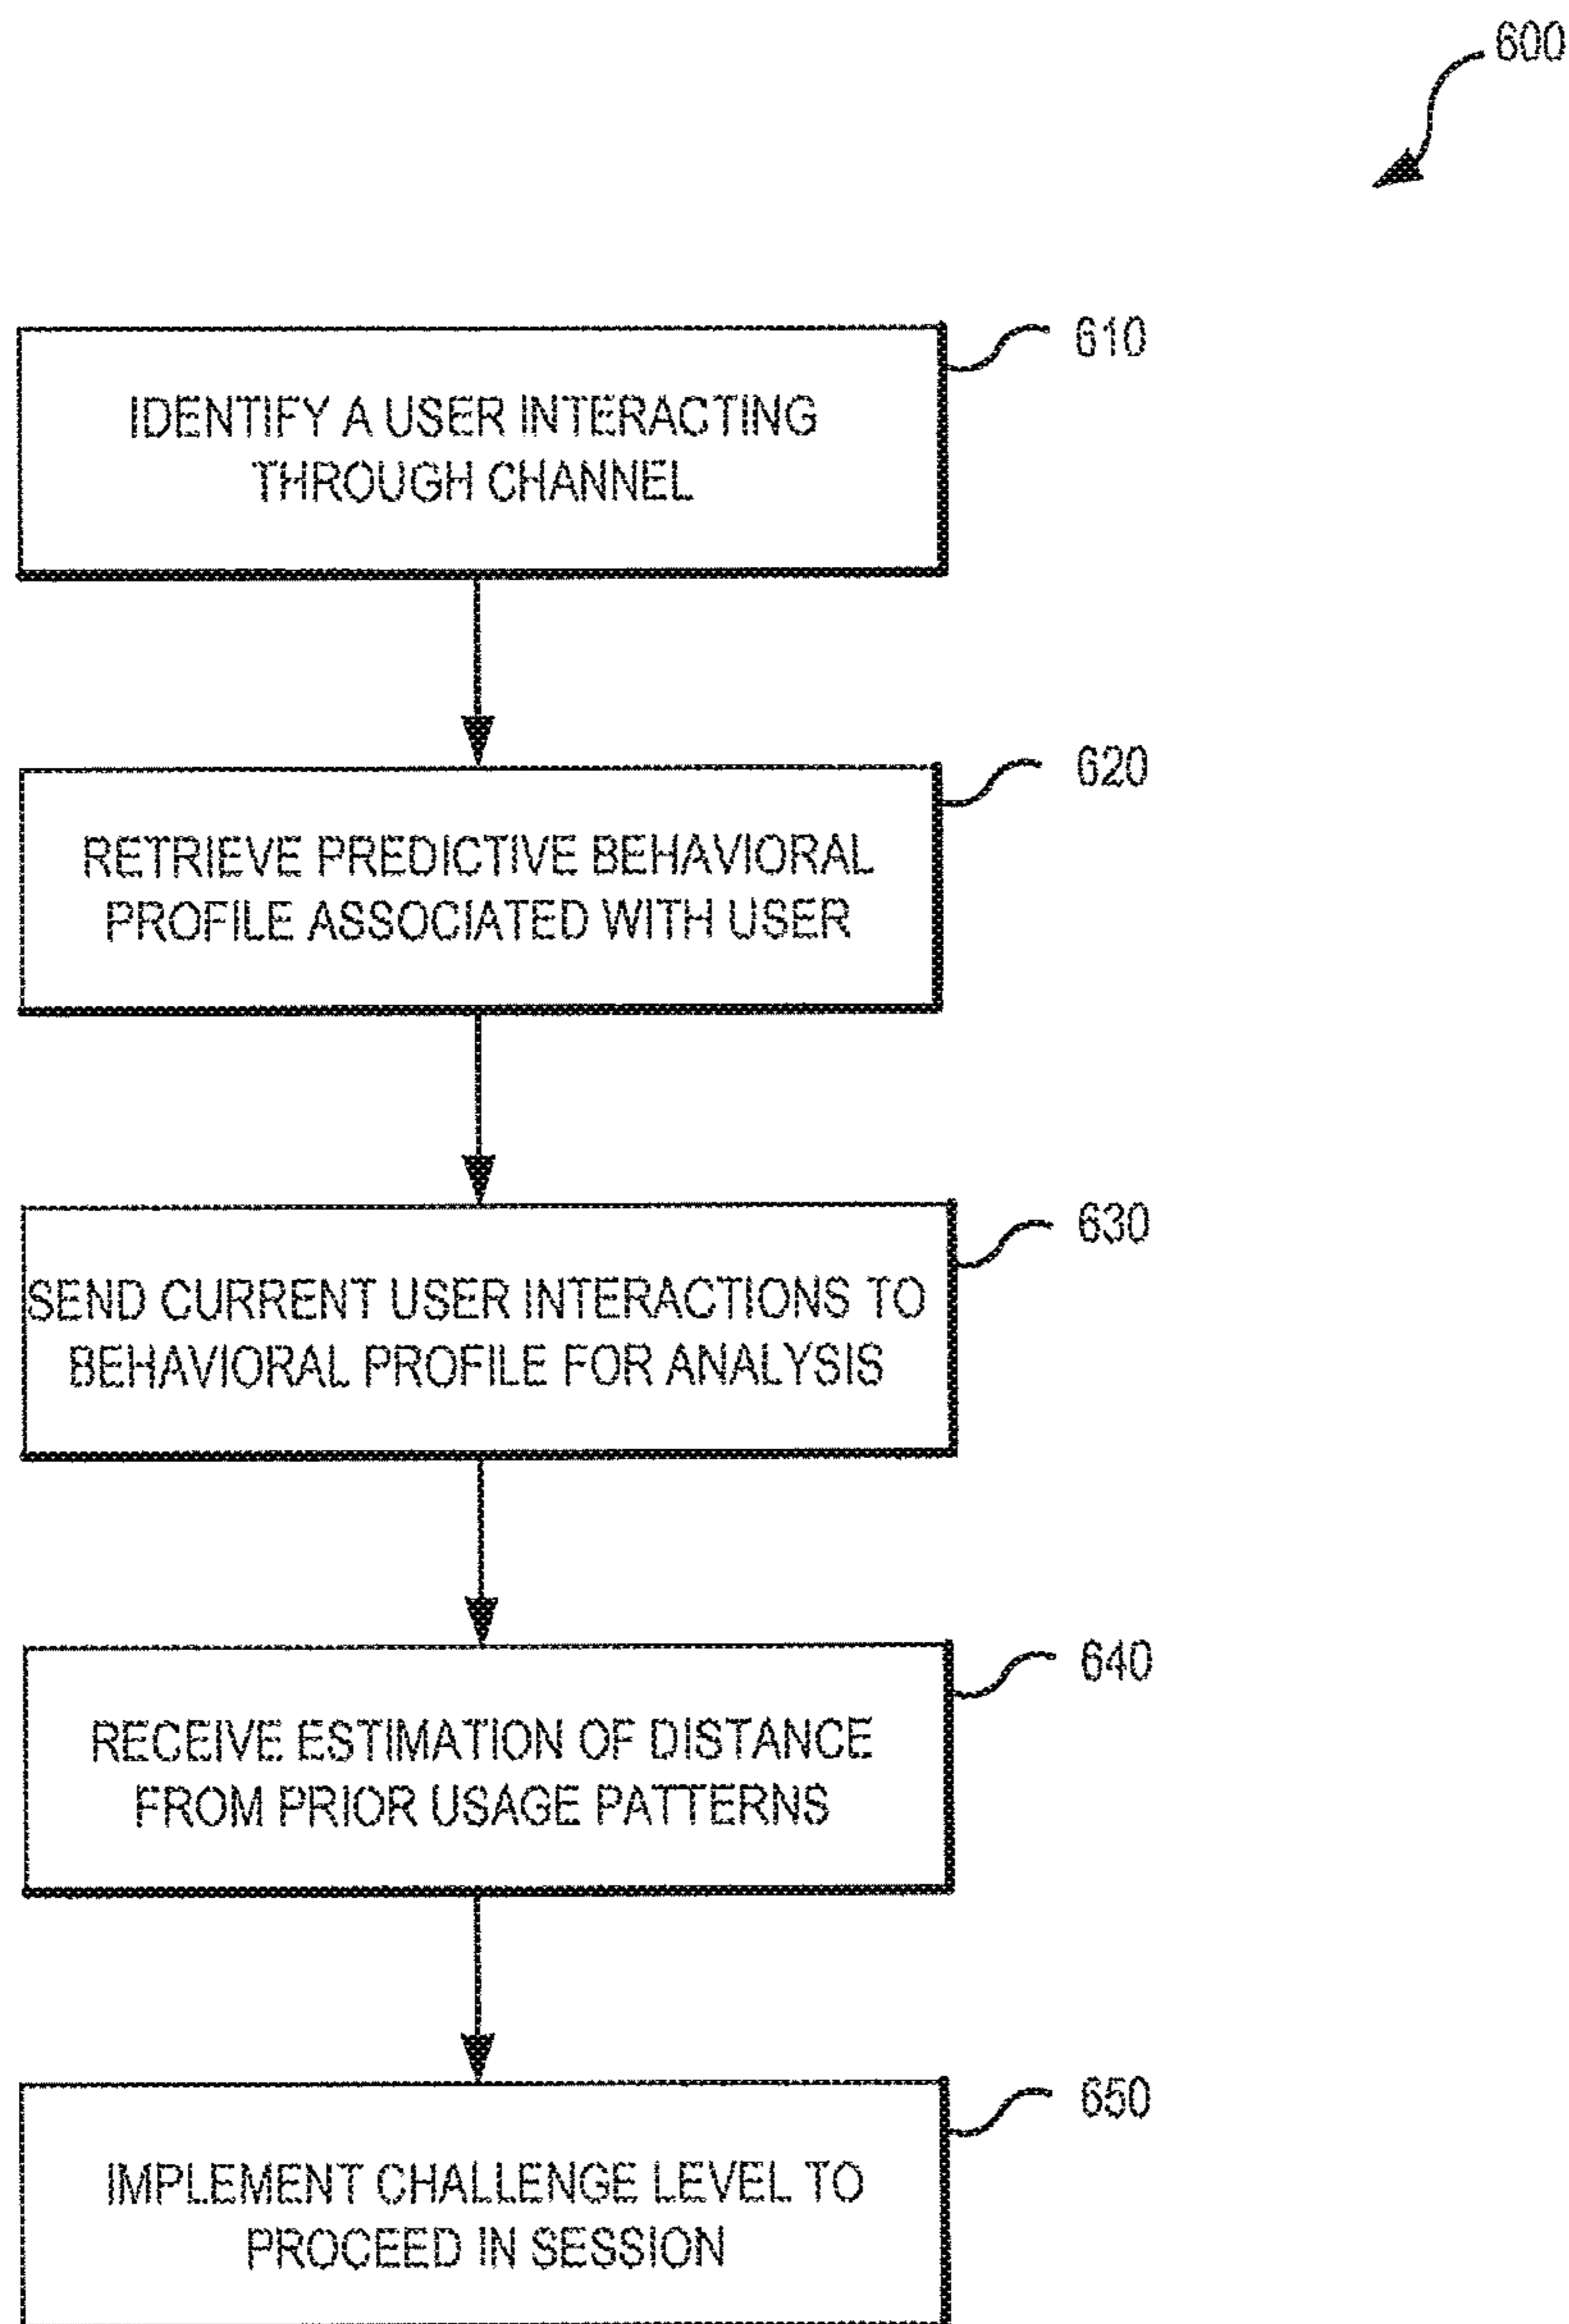 600
610
IDENTIFY A USER INTERACTING
THROUGH CHANNEL
620
RETRIEVE PREDICTIVE BEHAVIORAL
PROFILE ASSOCIATED WITH USER
630
SEND CURRENT USER INTERACTIONS TO
BEHAVIORAL PROFILE FOR ANALYSIS
640
RECEIVE ESTIMATION OF DISTANCE
FROM PRIOR USAGE PATTERNS
650
IMPLEMENT CHALLENGE LEVEL TO
PROCEED IN SESSION